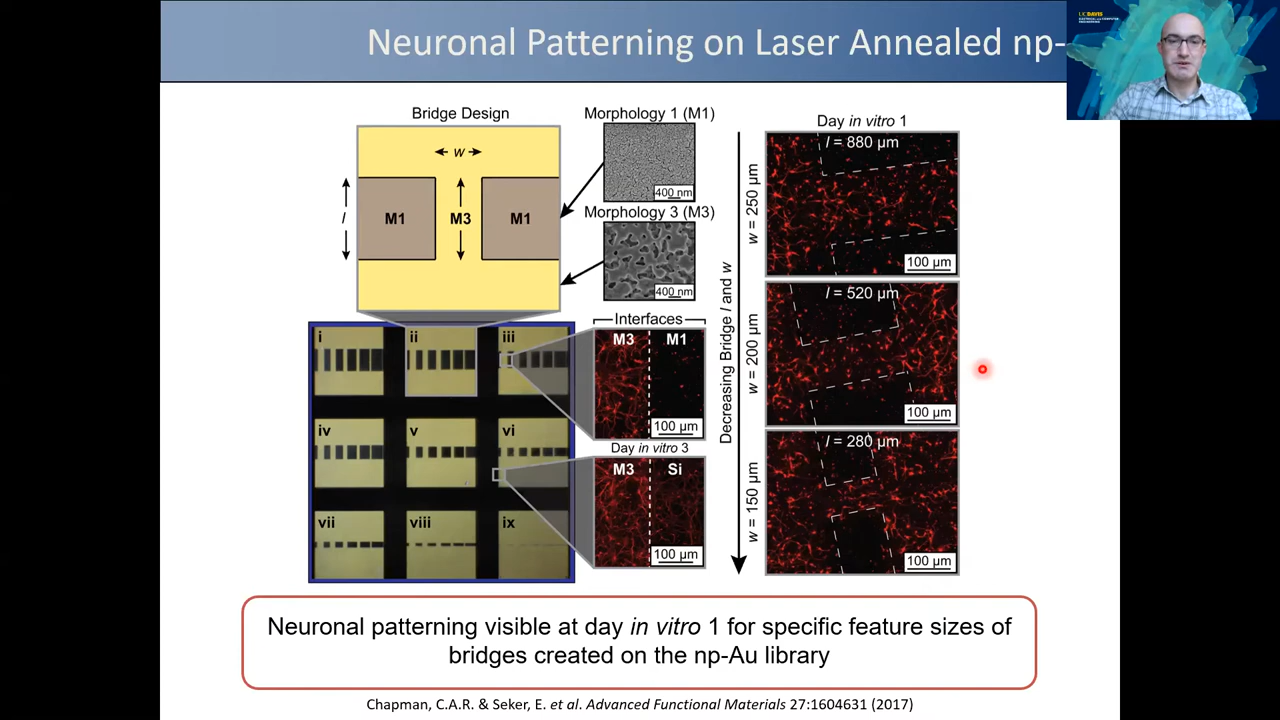 Neuronal Patterning on Laser Annealed np-
UC DAVIS
ELECTRICAL AND COMPUTER
ENGINEERING
Bridge Design
w
l
M1
M3
M1
Morphology 1 (M1)
400 nm
Morphology 3 (M3)
400 nm
i
ii
iii
iv
v
vi
vii
viii
ix
Interfaces
M3
M1
100 µm
Day in vitro 3
M3
Si
100 µm
Decreasing Bridge l and w
Day in vitro 1
w = 250 µm
l = 880 µm
100 µm
w = 200 µm
l = 520 µm
100 µm
w = 150 µm
l = 280 µm
100 µm
Neuronal patterning visible at day in vitro 1 for specific feature sizes of
bridges created on the np-Au library
Chapman, C.A.R. & Seker, E. et al. Advanced Functional Materials 27:1604631 (2017)